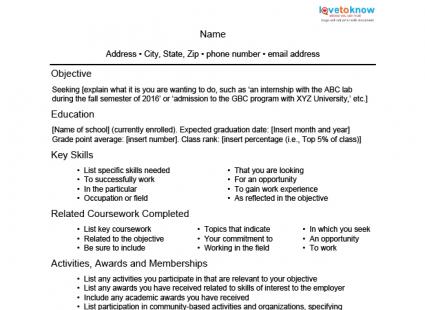 lovetoknow
Name
Address • City, State, Zip • phone number • email address
Objective
Seeking [explain what it is you are wanting to do, such as 'an internship with the ABC lab
during the fall semester of 2016' or 'admission to the GBC program with XYZ University,' etc.]
Education
[Name of school] (currently enrolled). Expected graduation date: [Insert month and year]
Grade point average: [insert number]. Class rank: [insert percentage (i.e., Top 5% of class)]
Key Skills
• List specific skills needed
• To successfully work
• In the particular
• Occupation or field
• That you are looking
• For an opportunity
• To gain work experience
• As reflected in the objective
Related Coursework Completed
• List key coursework
• Related to the objective
• Be sure to include
• Topics that indicate
• Your commitment to
• Working in the field
• In which you seek
• An opportunity
• To work
Activities, Awards and Memberships
• List any activities you participate in that are relevant to your objective
• List any awards you have received related to skills of interest to the employer
• Include any academic awards you have received
• List participation in community-based activities and organizations, specifying